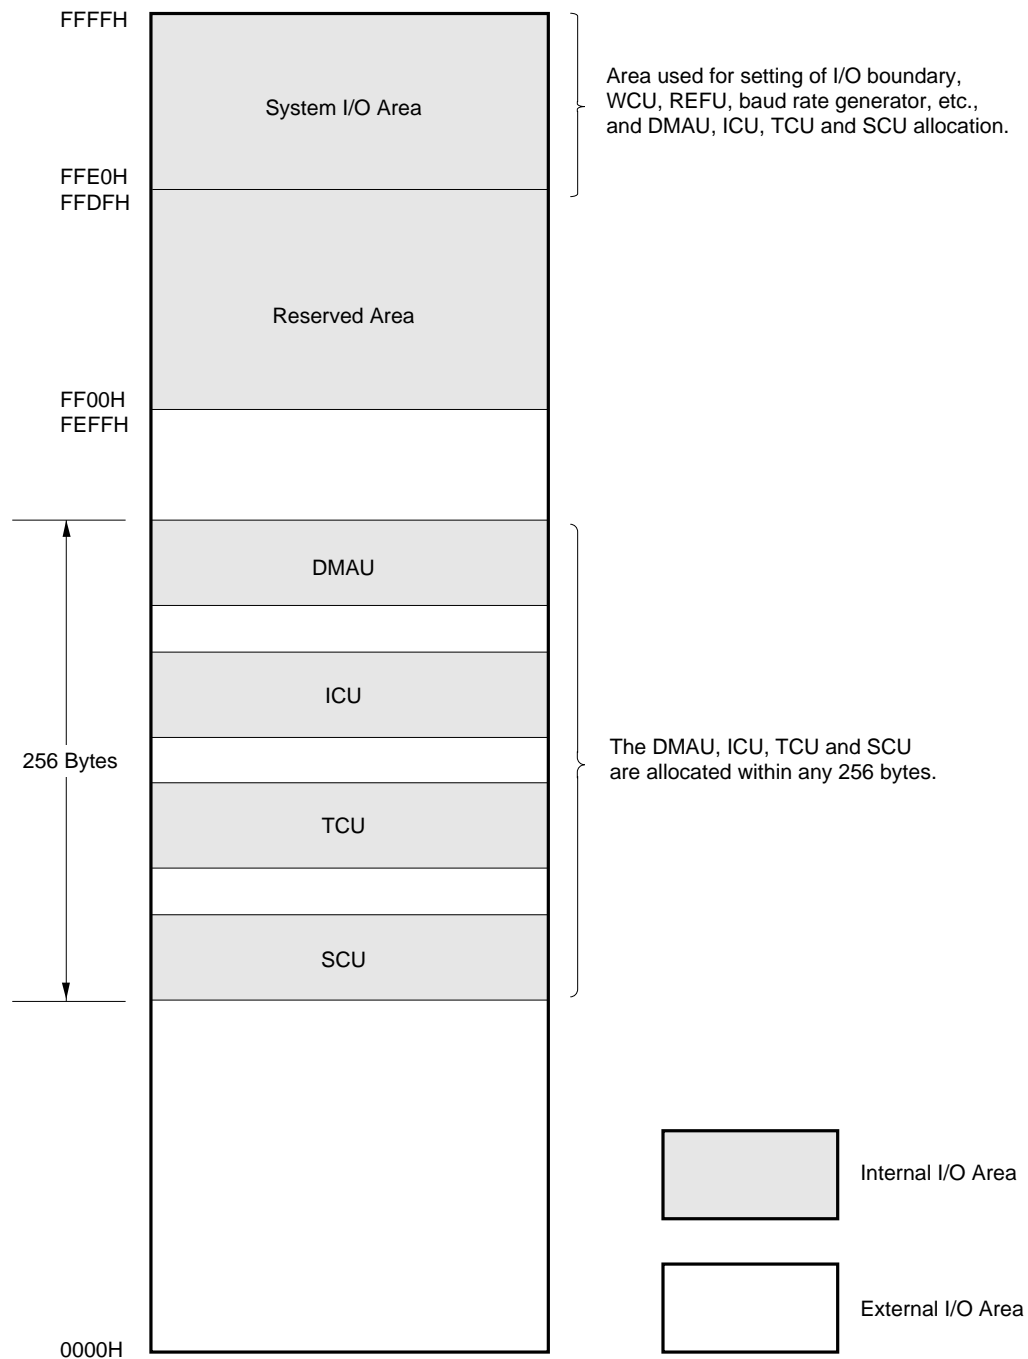 FFFFH
System I/O Area
Area used for setting of I/O boundary,
WCU, REFU, baud rate generator, etc.,
and DMAU, ICU, TCU and SCU allocation.
FFE0H
FFDFH
Reserved Area
FF00H
FEFFH
DMAU
ICU
256 Bytes
The DMAU, ICU, TCU and SCU
are allocated within any 256 bytes.
TCU
SCU
Internal I/O Area
External I/O Area
0000H